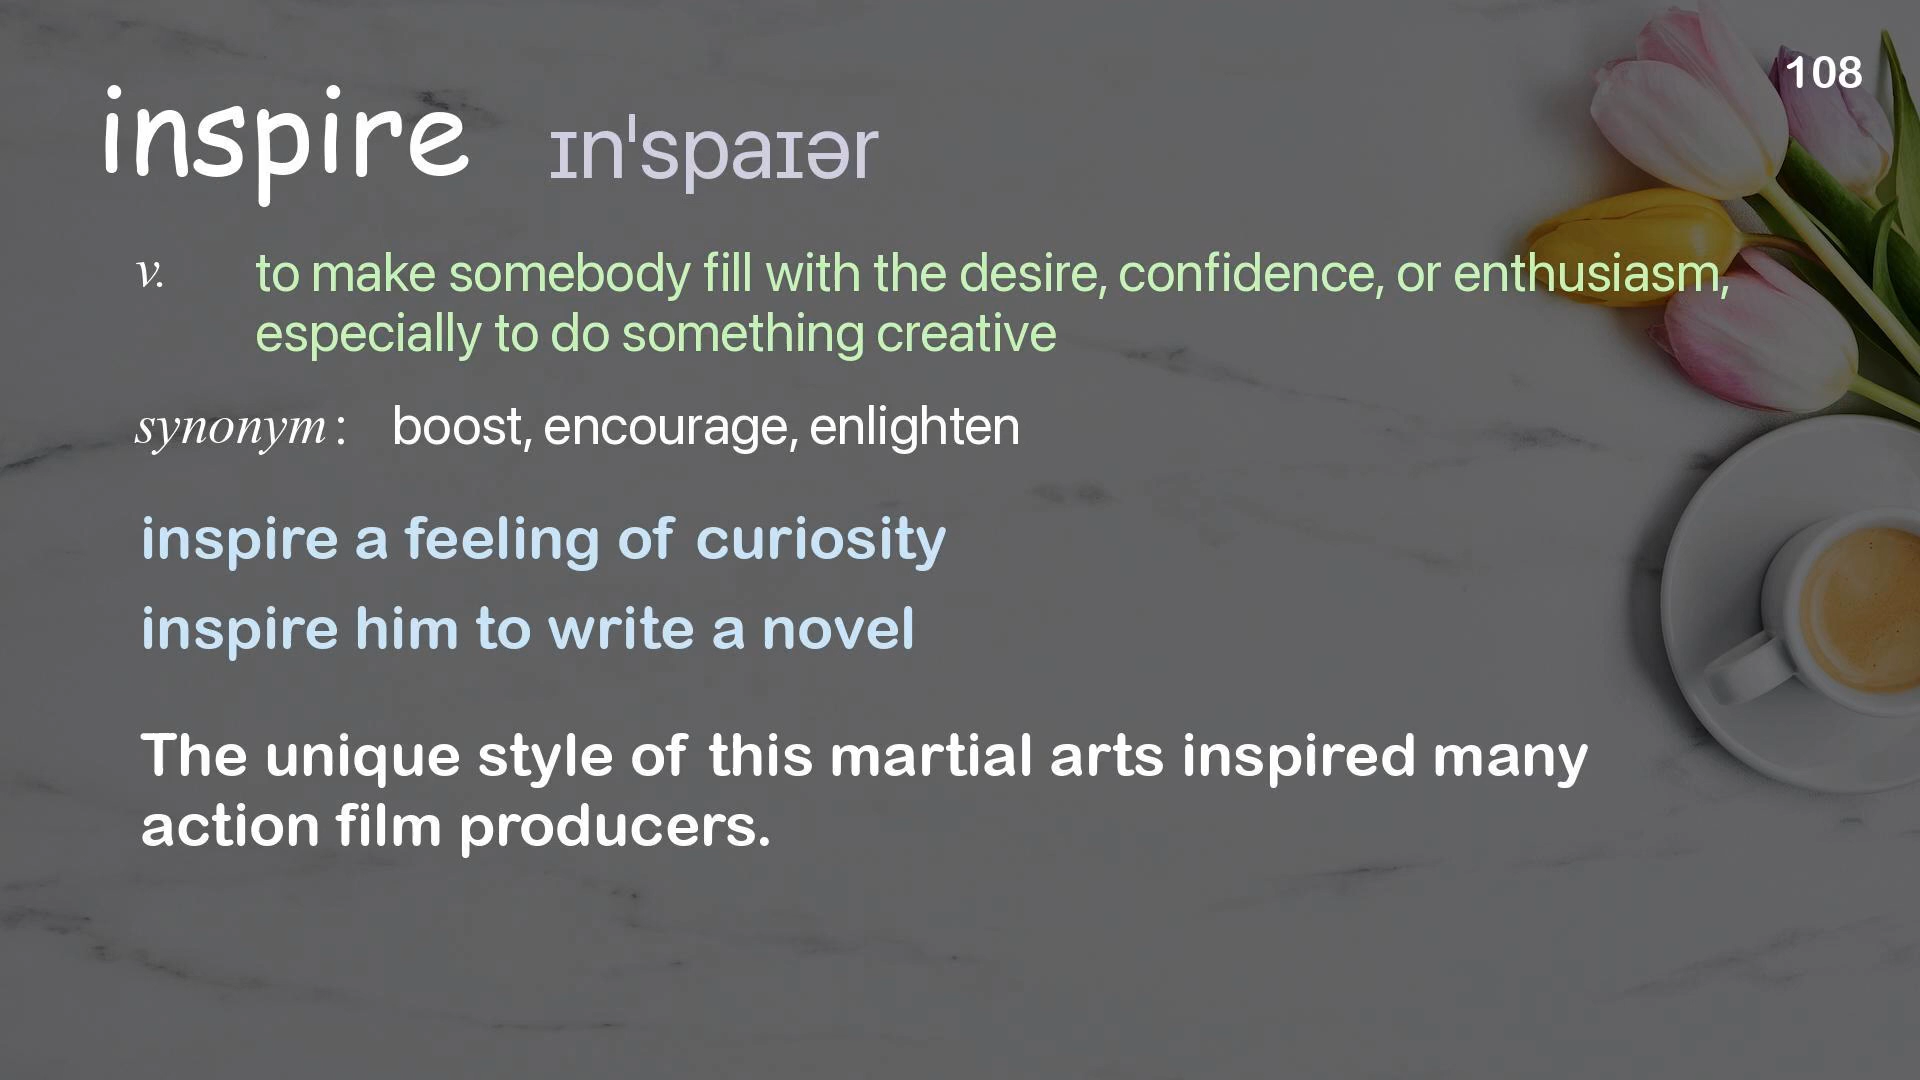 108
inspire ɪnˈspaɪər
v. to make somebody fill with the desire, confidence, or enthusiasm,
especially to do something creative
synonym : boost, encourage, enlighten
inspire a feeling of curiosity
inspire him to write a novel
The unique style of this martial arts inspired many
action film producers.